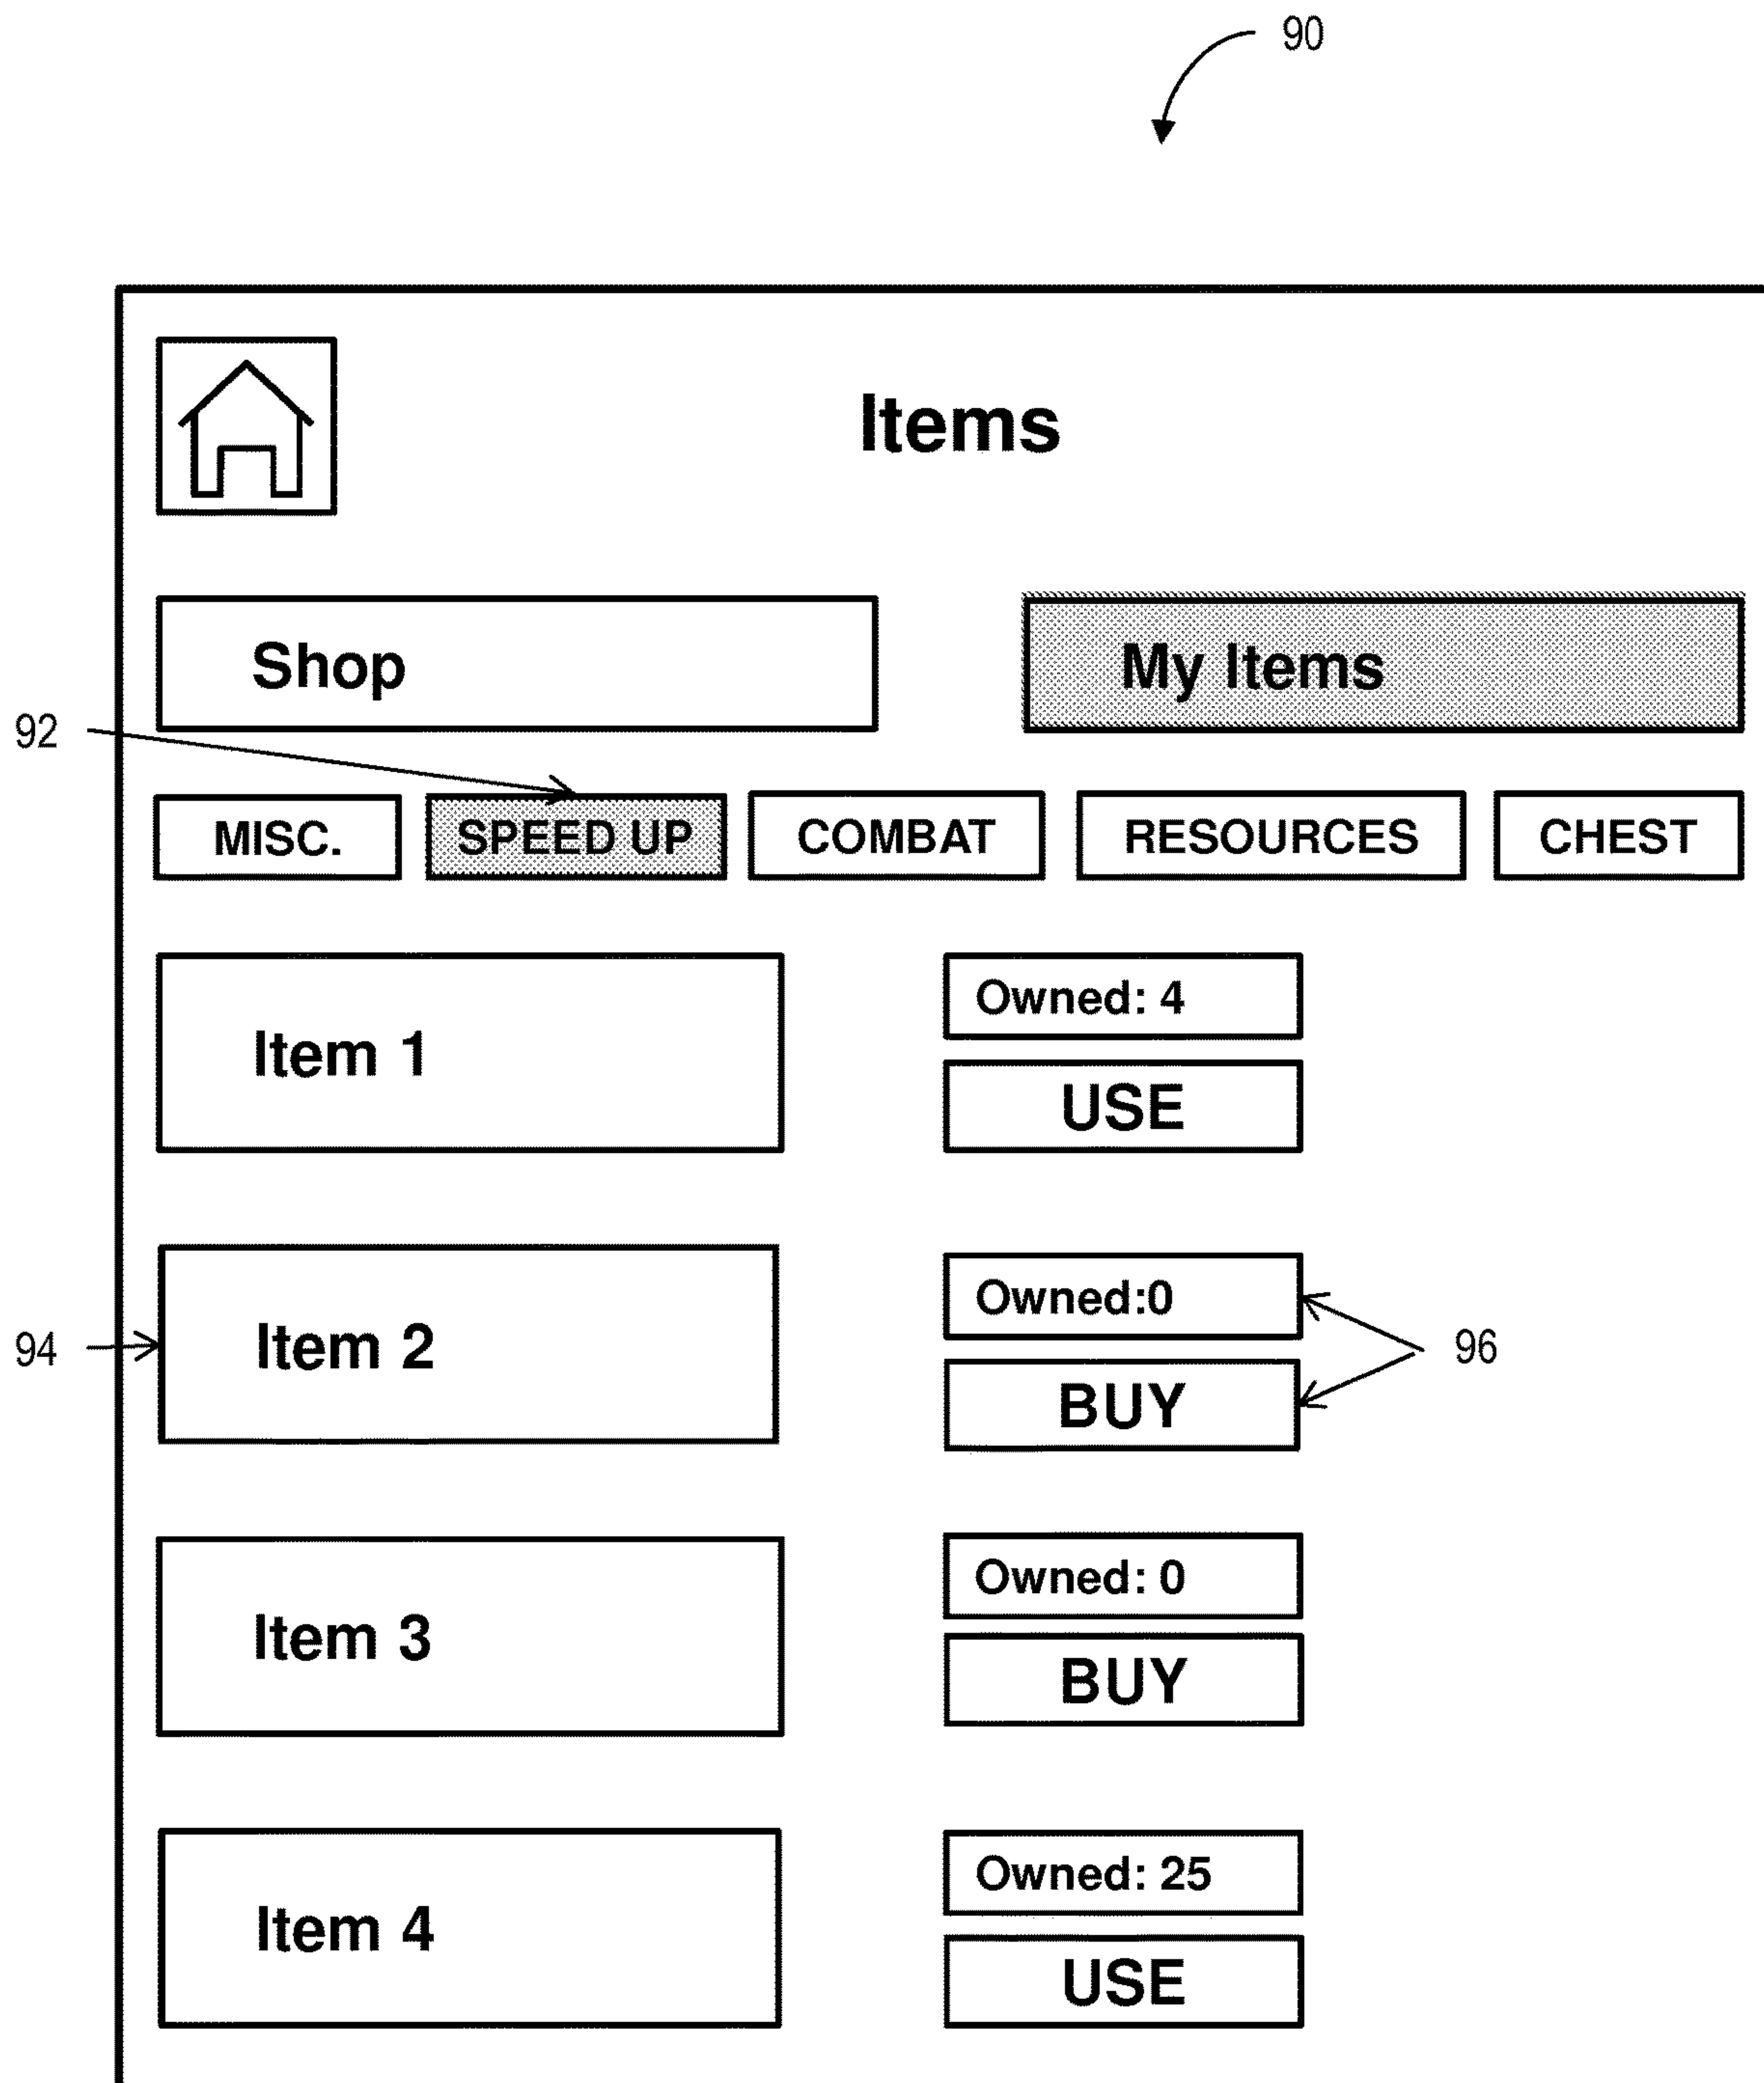 90
Items
Shop
My Items
92
MISC.
SPEED UP
COMBAT
RESOURCES
CHEST
Item 1
Owned: 4
USE
94
Item 2
Owned:0
BUY
96
Item 3
Owned: 0
BUY
Item 4
Owned: 25
USE